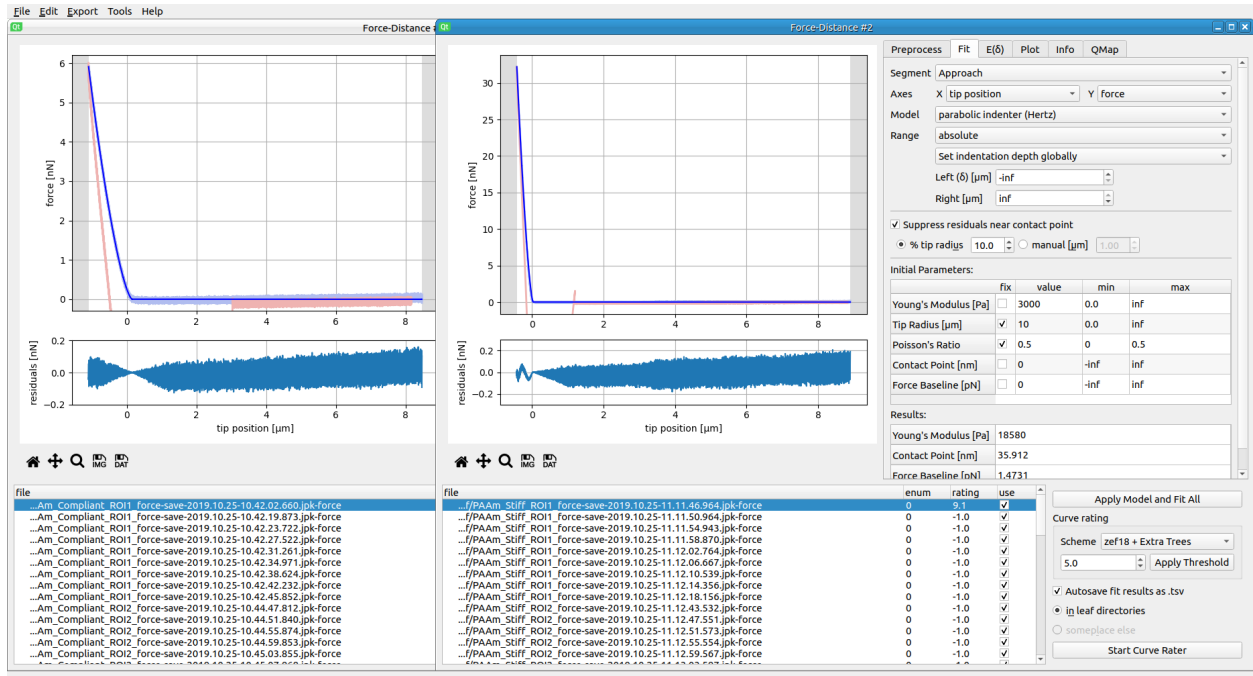 File Edit Export Tools Help
Force-Distance #
Force-Distance #2
6
5
4
3
2
1
0
force [nN]
0 2 4 6 8
0.2
0.0
−0.2
residuals [nN]
0 2 4 6 8
tip position [µm]
IMG DAT
file
...Am_Compliant_ROI1_force-save-2019.10.25-10.42.02.660.jpk-force
...Am_Compliant_ROI1_force-save-2019.10.25-10.42.19.873.jpk-force
...Am_Compliant_ROI1_force-save-2019.10.25-10.42.23.722.jpk-force
...Am_Compliant_ROI1_force-save-2019.10.25-10.42.27.522.jpk-force
...Am_Compliant_ROI1_force-save-2019.10.25-10.42.31.261.jpk-force
...Am_Compliant_ROI1_force-save-2019.10.25-10.42.34.971.jpk-force
...Am_Compliant_ROI1_force-save-2019.10.25-10.42.38.624.jpk-force
...Am_Compliant_ROI1_force-save-2019.10.25-10.42.42.232.jpk-force
...Am_Compliant_ROI1_force-save-2019.10.25-10.42.45.852.jpk-force
...Am_Compliant_ROI2_force-save-2019.10.25-10.44.47.812.jpk-force
...Am_Compliant_ROI2_force-save-2019.10.25-10.44.51.840.jpk-force
...Am_Compliant_ROI2_force-save-2019.10.25-10.44.55.874.jpk-force
...Am_Compliant_ROI2_force-save-2019.10.25-10.44.59.853.jpk-force
...Am_Compliant_ROI2_force-save-2019.10.25-10.45.03.855.jpk-force
30
25
20
15
10
5
0
force [nN]
0 2 4 6 8
0.2
0.0
−0.2
residuals [nN]
0 2 4 6 8
tip position [µm]
IMG DAT
file enum rating use
...f/PAAm_Stiff_ROI1_force-save-2019.10.25-11.11.46.964.jpk-force 0 9.1
...f/PAAm_Stiff_ROI1_force-save-2019.10.25-11.11.50.964.jpk-force 0 -1.0
...f/PAAm_Stiff_ROI1_force-save-2019.10.25-11.11.54.943.jpk-force 0 -1.0
...f/PAAm_Stiff_ROI1_force-save-2019.10.25-11.11.58.870.jpk-force 0 -1.0
...f/PAAm_Stiff_ROI1_force-save-2019.10.25-11.12.02.764.jpk-force 0 -1.0
...f/PAAm_Stiff_ROI1_force-save-2019.10.25-11.12.06.667.jpk-force 0 -1.0
...f/PAAm_Stiff_ROI1_force-save-2019.10.25-11.12.10.539.jpk-force 0 -1.0
...f/PAAm_Stiff_ROI1_force-save-2019.10.25-11.12.14.356.jpk-force 0 -1.0
...f/PAAm_Stiff_ROI1_force-save-2019.10.25-11.12.18.156.jpk-force 0 -1.0
...f/PAAm_Stiff_ROI2_force-save-2019.10.25-11.12.43.532.jpk-force 0 -1.0
...f/PAAm_Stiff_ROI2_force-save-2019.10.25-11.12.47.551.jpk-force 0 -1.0
...f/PAAm_Stiff_ROI2_force-save-2019.10.25-11.12.51.573.jpk-force 0 -1.0
...f/PAAm_Stiff_ROI2_force-save-2019.10.25-11.12.55.554.jpk-force 0 -1.0
...f/PAAm_Stiff_ROI2_force-save-2019.10.25-11.12.59.567.jpk-force 0 -1.0
Preprocess Fit E(δ) Plot Info QMap
Segment Approach
Axes X tip position Y force
Model parabolic indenter (Hertz)
Range absolute
Set indentation depth globally
Left (δ) [µm] -inf
Right [µm] inf
Suppress residuals near contact point
% tip radius 10.0 manual [µm] 1.00
Initial Parameters:
fix value min max
Young's Modulus [Pa] 3000 0.0 inf
Tip Radius [µm] 10 0.0 inf
Poisson's Ratio 0.5 0 0.5
Contact Point [nm] 0 -inf inf
Force Baseline [pN] 0 -inf inf
Results:
Young's Modulus [Pa] 18580
Contact Point [nm] 35.912
Force Baseline [pN] 1.4731
Apply Model and Fit All
Curve rating
Scheme zef18 + Extra Trees
5.0 Apply Threshold
Autosave fit results as .tsv
in leaf directories
someplace else
Start Curve Rater